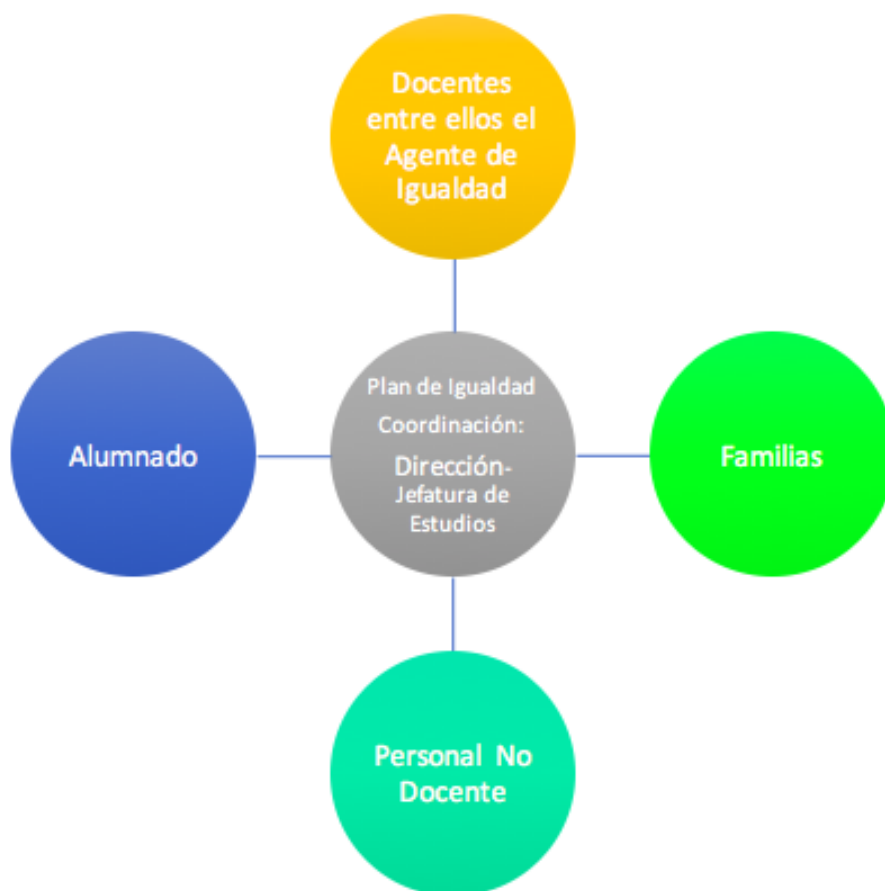 Docentes
entre ellos el
Agente de
Igualdad
Alumnado
Plan de Igualdad
Coordinación:
Dirección-
Jefatura de
Estudios
Familias
Personal No
Docente